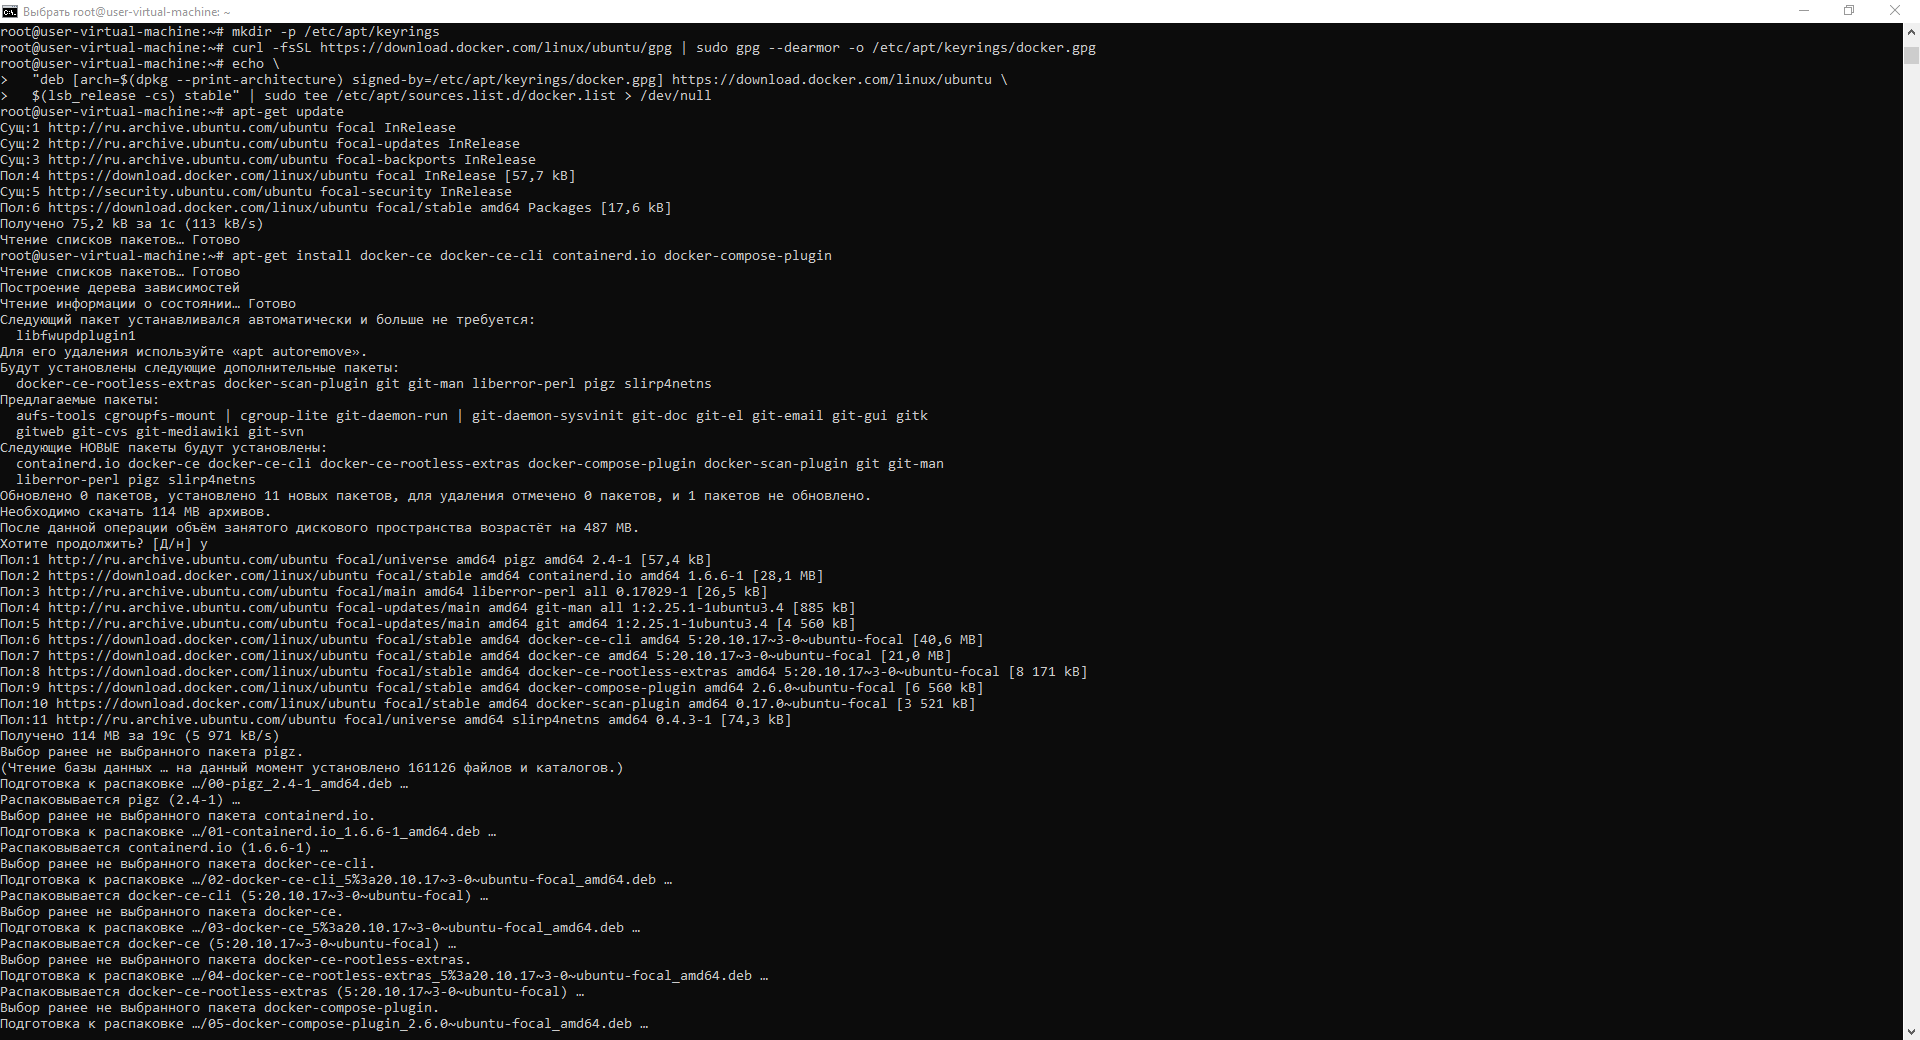 Выбрать root@user-virtual-machine: ~
root@user-virtual-machine:~# mkdir -p /etc/apt/keyrings
root@user-virtual-machine:~# curl -fsSL https://download.docker.com/linux/ubuntu/gpg | sudo gpg --dearmor -o /etc/apt/keyrings/docker.gpg
root@user-virtual-machine:~# echo \
>   "deb [arch=$(dpkg --print-architecture) signed-by=/etc/apt/keyrings/docker.gpg] https://download.docker.com/linux/ubuntu \
>   $(lsb_release -cs) stable" | sudo tee /etc/apt/sources.list.d/docker.list > /dev/null
root@user-virtual-machine:~# apt-get update
Сущ:1 http://ru.archive.ubuntu.com/ubuntu focal InRelease
Сущ:2 http://ru.archive.ubuntu.com/ubuntu focal-updates InRelease
Сущ:3 http://ru.archive.ubuntu.com/ubuntu focal-backports InRelease
Пол:4 https://download.docker.com/linux/ubuntu focal InRelease [57,7 kB]
Сущ:5 http://security.ubuntu.com/ubuntu focal-security InRelease
Пол:6 https://download.docker.com/linux/ubuntu focal/stable amd64 Packages [17,6 kB]
Получено 75,2 kB за 1с (113 kB/s)
Чтение списков пакетов… Готово
root@user-virtual-machine:~# apt-get install docker-ce docker-ce-cli containerd.io docker-compose-plugin
Чтение списков пакетов… Готово
Построение дерева зависимостей
Чтение информации о состоянии… Готово
Следующий пакет устанавливался автоматически и больше не требуется:
  libfwupdplugin1
Для его удаления используйте «apt autoremove».
Будут установлены следующие дополнительные пакеты:
  docker-ce-rootless-extras docker-scan-plugin git git-man liberror-perl pigz slirp4netns
Предлагаемые пакеты:
  aufs-tools cgroupfs-mount | cgroup-lite git-daemon-run | git-daemon-sysvinit git-doc git-el git-email git-gui gitk
  gitweb git-cvs git-mediawiki git-svn
Следующие НОВЫЕ пакеты будут установлены:
  containerd.io docker-ce docker-ce-cli docker-ce-rootless-extras docker-compose-plugin docker-scan-plugin git git-man
  liberror-perl pigz slirp4netns
Обновлено 0 пакетов, установлено 11 новых пакетов, для удаления отмечено 0 пакетов, и 1 пакетов не обновлено.
Необходимо скачать 114 MB архивов.
После данной операции объём занятого дискового пространства возрастёт на 487 MB.
Хотите продолжить? [Д/н] y
Пол:1 http://ru.archive.ubuntu.com/ubuntu focal/universe amd64 pigz amd64 2.4-1 [57,4 kB]
Пол:2 https://download.docker.com/linux/ubuntu focal/stable amd64 containerd.io amd64 1.6.6-1 [28,1 MB]
Пол:3 http://ru.archive.ubuntu.com/ubuntu focal/main amd64 liberror-perl all 0.17029-1 [26,5 kB]
Пол:4 http://ru.archive.ubuntu.com/ubuntu focal-updates/main amd64 git-man all 1:2.25.1-1ubuntu3.4 [885 kB]
Пол:5 http://ru.archive.ubuntu.com/ubuntu focal-updates/main amd64 git amd64 1:2.25.1-1ubuntu3.4 [4 560 kB]
Пол:6 https://download.docker.com/linux/ubuntu focal/stable amd64 docker-ce-cli amd64 5:20.10.17~3-0~ubuntu-focal [40,6 MB]
Пол:7 https://download.docker.com/linux/ubuntu focal/stable amd64 docker-ce amd64 5:20.10.17~3-0~ubuntu-focal [21,0 MB]
Пол:8 https://download.docker.com/linux/ubuntu focal/stable amd64 docker-ce-rootless-extras amd64 5:20.10.17~3-0~ubuntu-focal [8 171 kB]
Пол:9 https://download.docker.com/linux/ubuntu focal/stable amd64 docker-compose-plugin amd64 2.6.0~ubuntu-focal [6 560 kB]
Пол:10 https://download.docker.com/linux/ubuntu focal/stable amd64 docker-scan-plugin amd64 0.17.0~ubuntu-focal [3 521 kB]
Пол:11 http://ru.archive.ubuntu.com/ubuntu focal/universe amd64 slirp4netns amd64 0.4.3-1 [74,3 kB]
Получено 114 MB за 19с (5 971 kB/s)
Выбор ранее не выбранного пакета pigz.
(Чтение базы данных … на данный момент установлено 161126 файлов и каталогов.)
Подготовка к распаковке …/00-pigz_2.4-1_amd64.deb …
Распаковывается pigz (2.4-1) …
Выбор ранее не выбранного пакета containerd.io.
Подготовка к распаковке …/01-containerd.io_1.6.6-1_amd64.deb …
Распаковывается containerd.io (1.6.6-1) …
Выбор ранее не выбранного пакета docker-ce-cli.
Подготовка к распаковке …/02-docker-ce-cli_5%3a20.10.17~3-0~ubuntu-focal_amd64.deb …
Распаковывается docker-ce-cli (5:20.10.17~3-0~ubuntu-focal) …
Выбор ранее не выбранного пакета docker-ce.
Подготовка к распаковке …/03-docker-ce_5%3a20.10.17~3-0~ubuntu-focal_amd64.deb …
Распаковывается docker-ce (5:20.10.17~3-0~ubuntu-focal) …
Выбор ранее не выбранного пакета docker-ce-rootless-extras.
Подготовка к распаковке …/04-docker-ce-rootless-extras_5%3a20.10.17~3-0~ubuntu-focal_amd64.deb …
Распаковывается docker-ce-rootless-extras (5:20.10.17~3-0~ubuntu-focal) …
Выбор ранее не выбранного пакета docker-compose-plugin.
Подготовка к распаковке …/05-docker-compose-plugin_2.6.0~ubuntu-focal_amd64.deb …